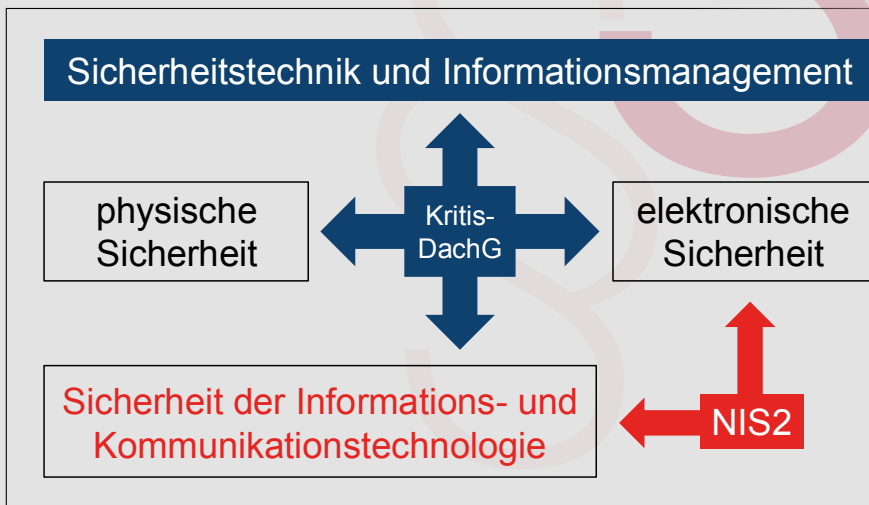 Sicherheitstechnik und Informationsmanagement
physische
Sicherheit
Kritis-
DachG
elektronische
Sicherheit
Sicherheit der Informations- und
Kommunikationstechnologie
NIS2